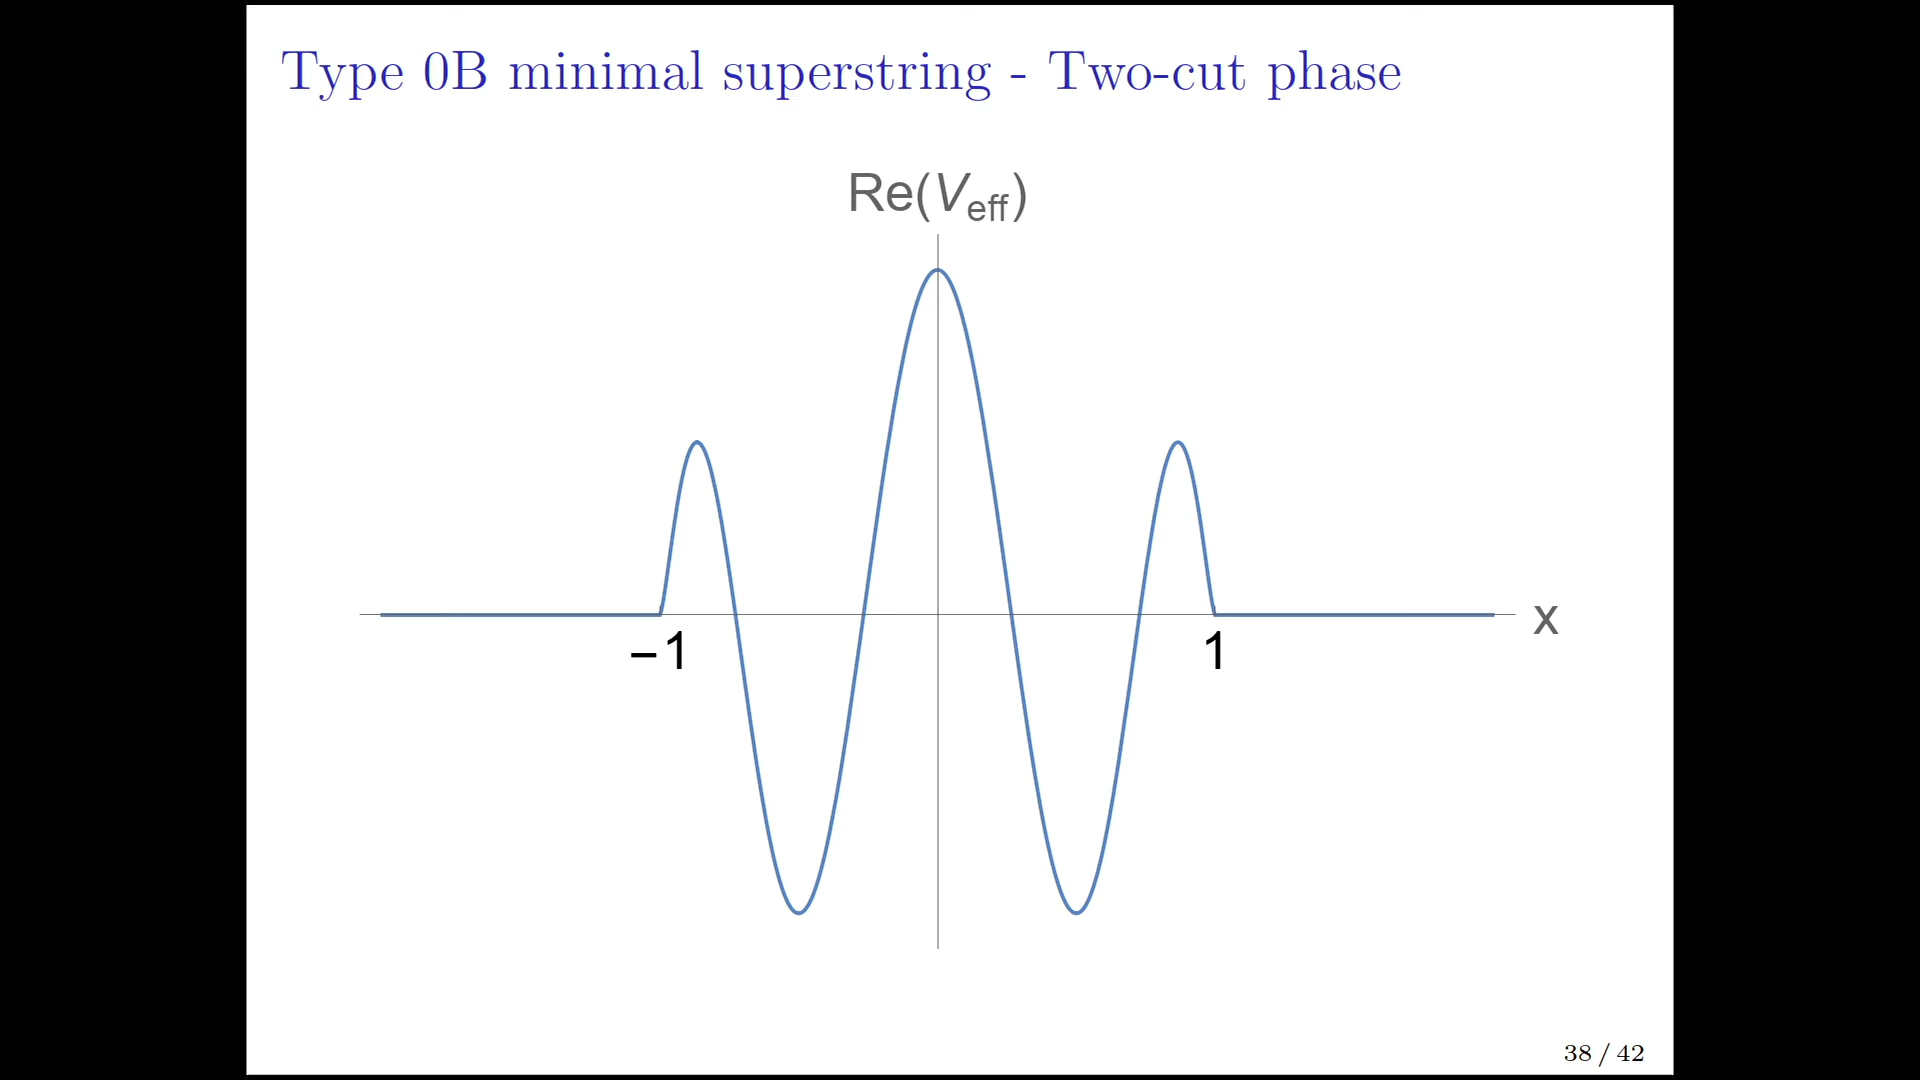 Type 0B minimal superstring - Two-cut phase
Re(V_eff)
x
−1
1
38 / 42